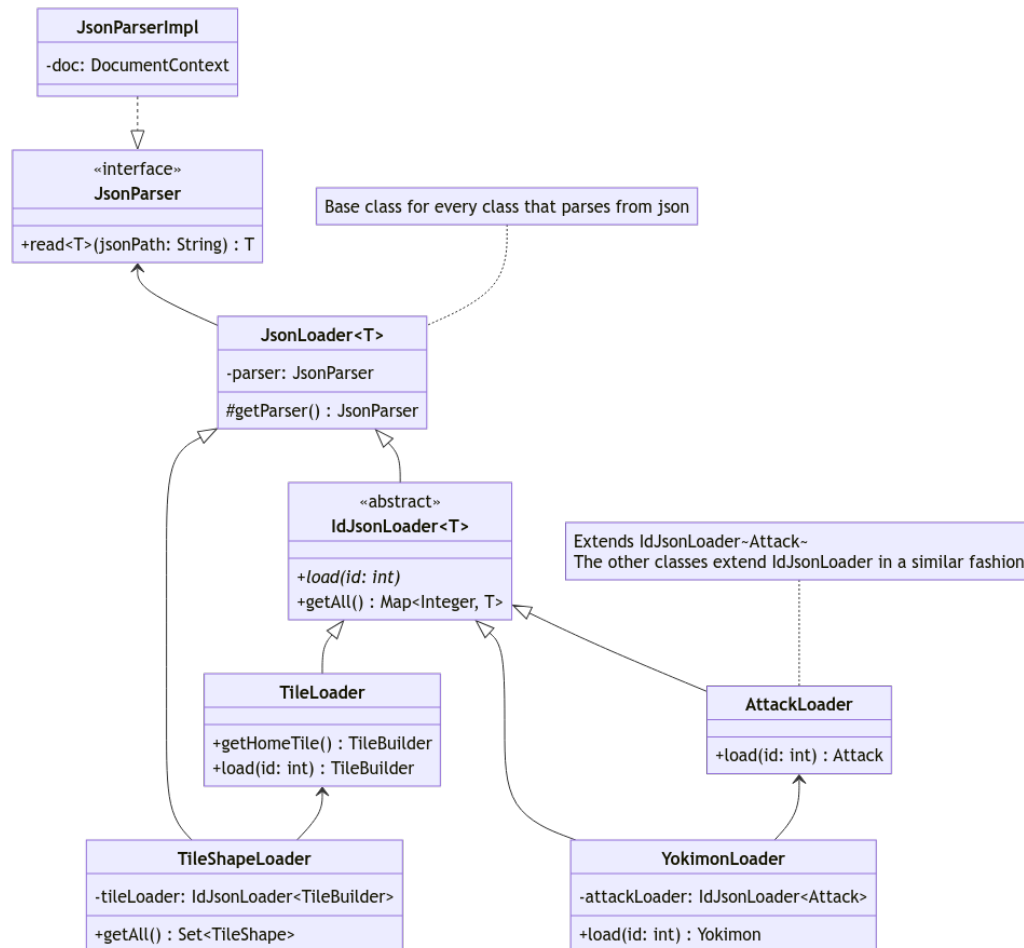 JsonParserImpl
-doc: DocumentContext
«interface»
JsonParser
+read<T>(jsonPath: String) : T
Base class for every class that parses from json
JsonLoader<T>
-parser: JsonParser
#getParser() : JsonParser
«abstract»
IdJsonLoader<T>
+load(id: int)
+getAll() : Map<Integer, T>
Extends IdJsonLoader~Attack~
The other classes extend IdJsonLoader in a similar fashion
TileLoader
+getHomeTile() : TileBuilder
+load(id: int) : TileBuilder
AttackLoader
+load(id: int) : Attack
TileShapeLoader
-tileLoader: IdJsonLoader<TileBuilder>
+getAll() : Set<TileShape>
YokimonLoader
-attackLoader: IdJsonLoader<Attack>
+load(id: int) : Yokimon